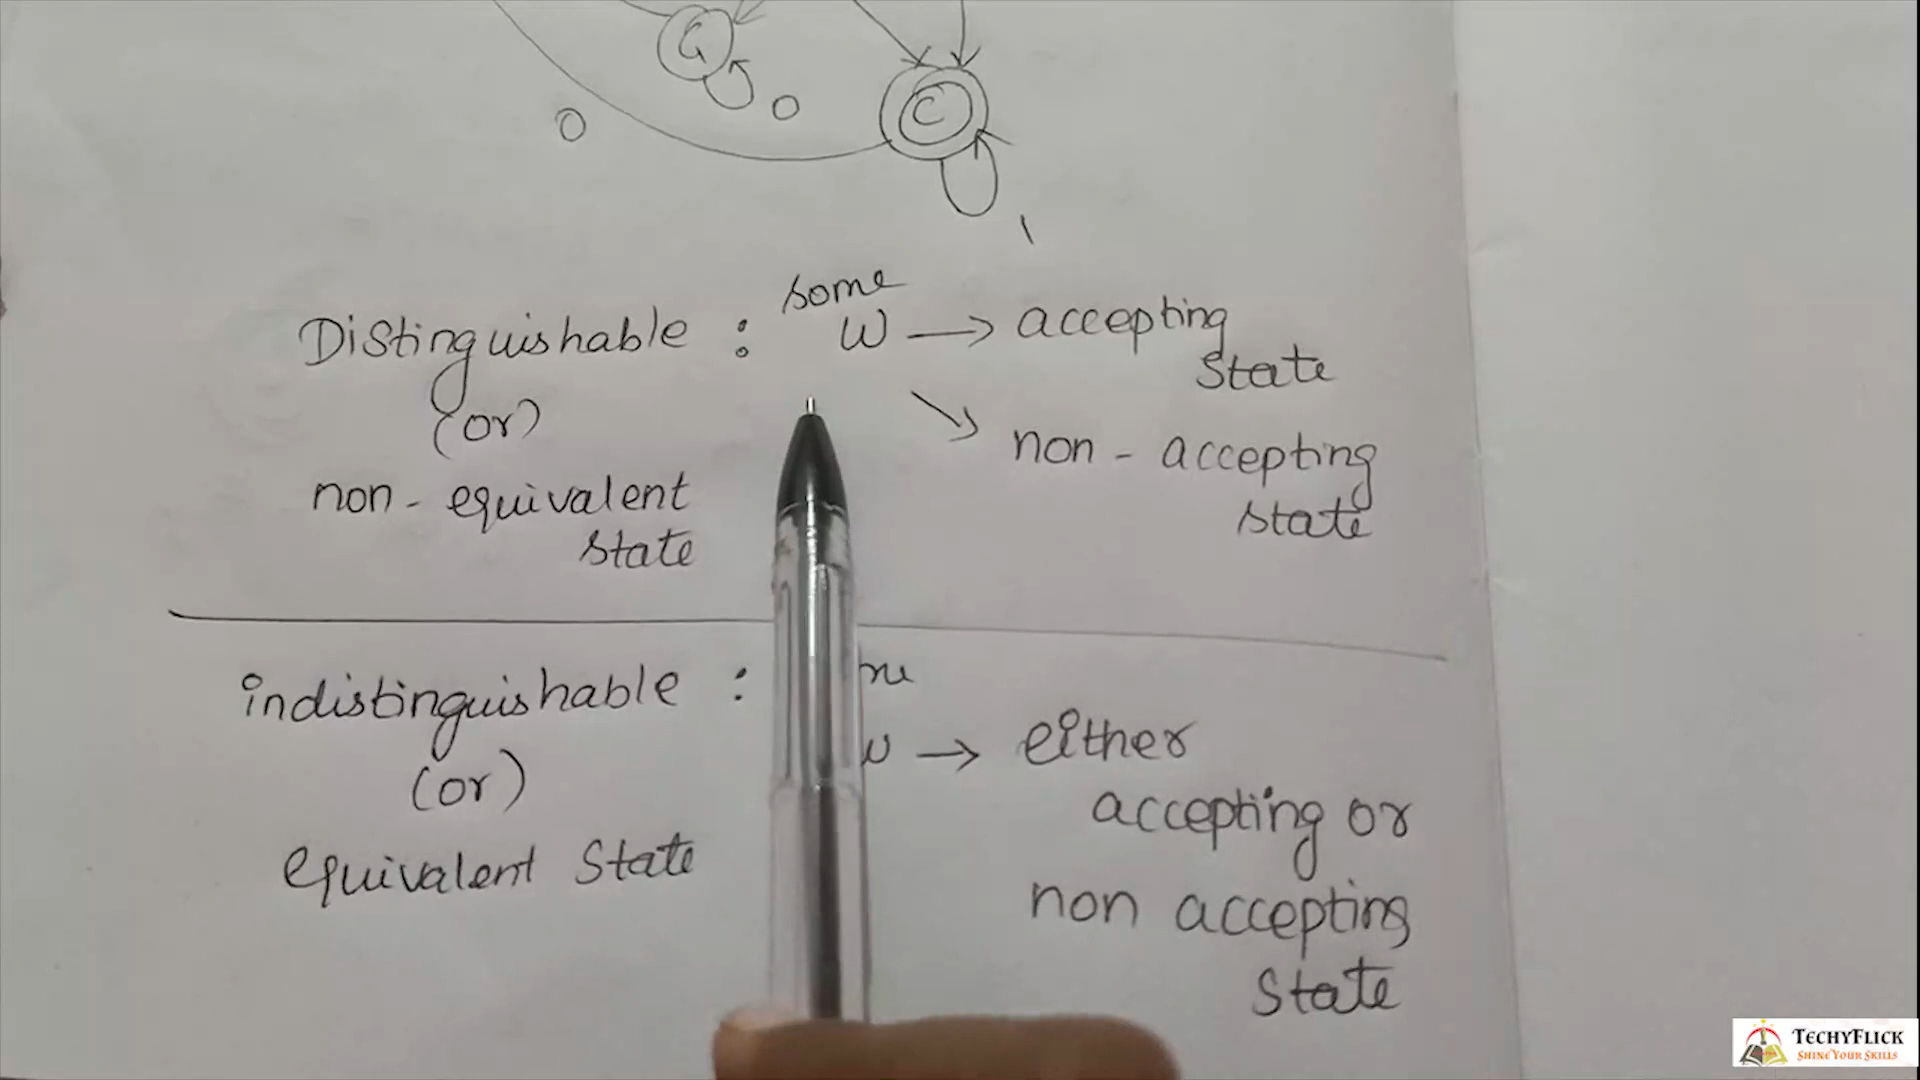 G
C
0
0
1
some
Distinguishable : w → accepting
state
(or)
non - accepting
non - equivalent
state
state
indistinguishable :
→ either
(or)
accepting or
equivalent State
non accepting
State
TECHYFLICK
SHINE YOUR SKILLS